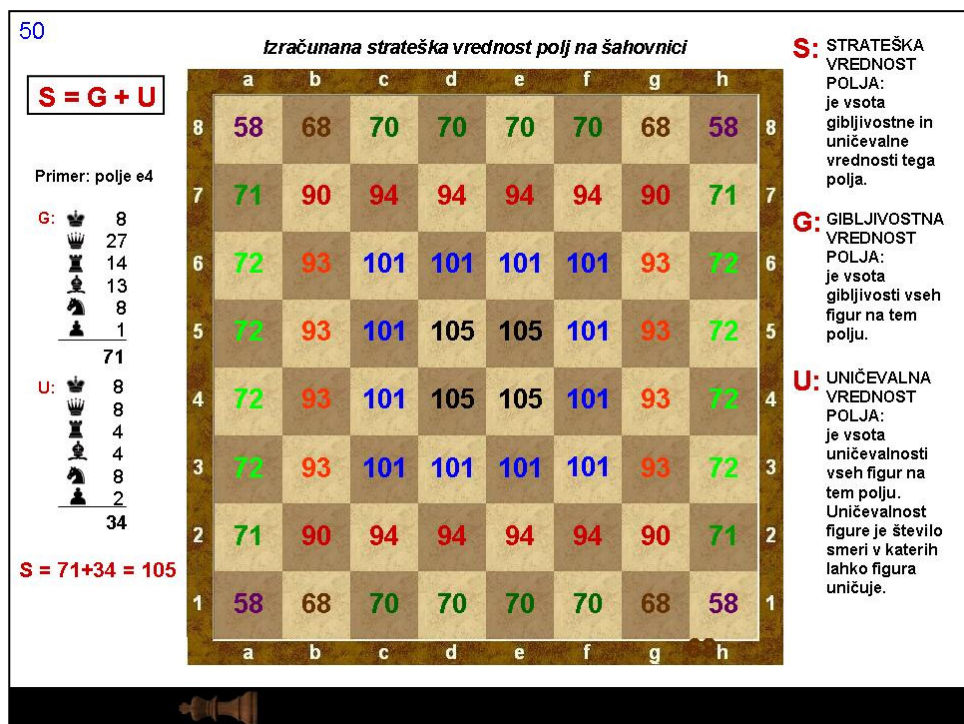 50
Izračunana strateška vrednost polj na šahovnici
S = G + U
Primer: polje e4
G: 8
27
14
13
8
1
71
U: 8
8
4
4
8
2
34
S = 71+34 = 105
a b c d e f g h
8 58 68 70 70 70 70 68 58 8
7 71 90 94 94 94 94 90 71 7
6 72 93 101 101 101 101 93 72 6
5 72 93 101 105 105 101 93 72 5
4 72 93 101 105 105 101 93 72 4
3 72 93 101 101 101 101 93 72 3
2 71 90 94 94 94 94 90 71 2
1 58 68 70 70 70 70 68 58 1
a b c d e f g h
S: STRATEŠKA
VREDNOST
POLJA:
je vsota
gibljivostne in
uničevalne
vrednosti tega
polja.
G: GIBLJIVOSTNA
VREDNOST
POLJA:
je vsota
gibljivosti vseh
figur na tem
polju.
U: UNIČEVALNA
VREDNOST
POLJA:
je vsota
uničevalnosti
vseh figur na
tem polju.
Uničevalnost
figure je število
smeri v katerih
lahko figura
uničuje.